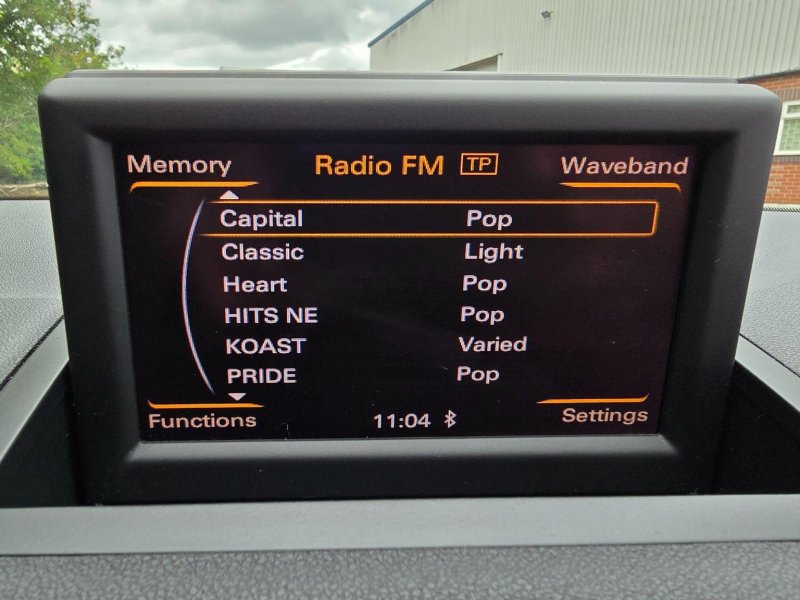 Memory Radio FM TP Waveband
Capital Pop
Classic Light
Heart Pop
HITS NE Pop
KOAST Varied
PRIDE Pop
Functions 11:04 Settings